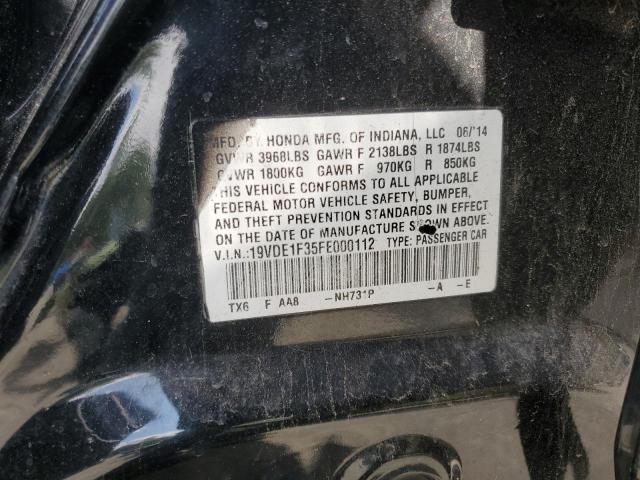 MFD. BY HONDA MFG. OF INDIANA, LLC 06/'14
GVWR 3968LBS GAWR F 2138LBS R 1874LBS
GVWR 1800KG GAWR F 970KG R 850KG
THIS VEHICLE CONFORMS TO ALL APPLICABLE
FEDERAL MOTOR VEHICLE SAFETY, BUMPER,
AND THEFT PREVENTION STANDARDS IN EFFECT
ON THE DATE OF MANUFACTURE SHOWN ABOVE.
V.I.N.:19VDE1F35FE000112 TYPE: PASSENGER CAR
TX6 F AA8 -NH731P -A -E